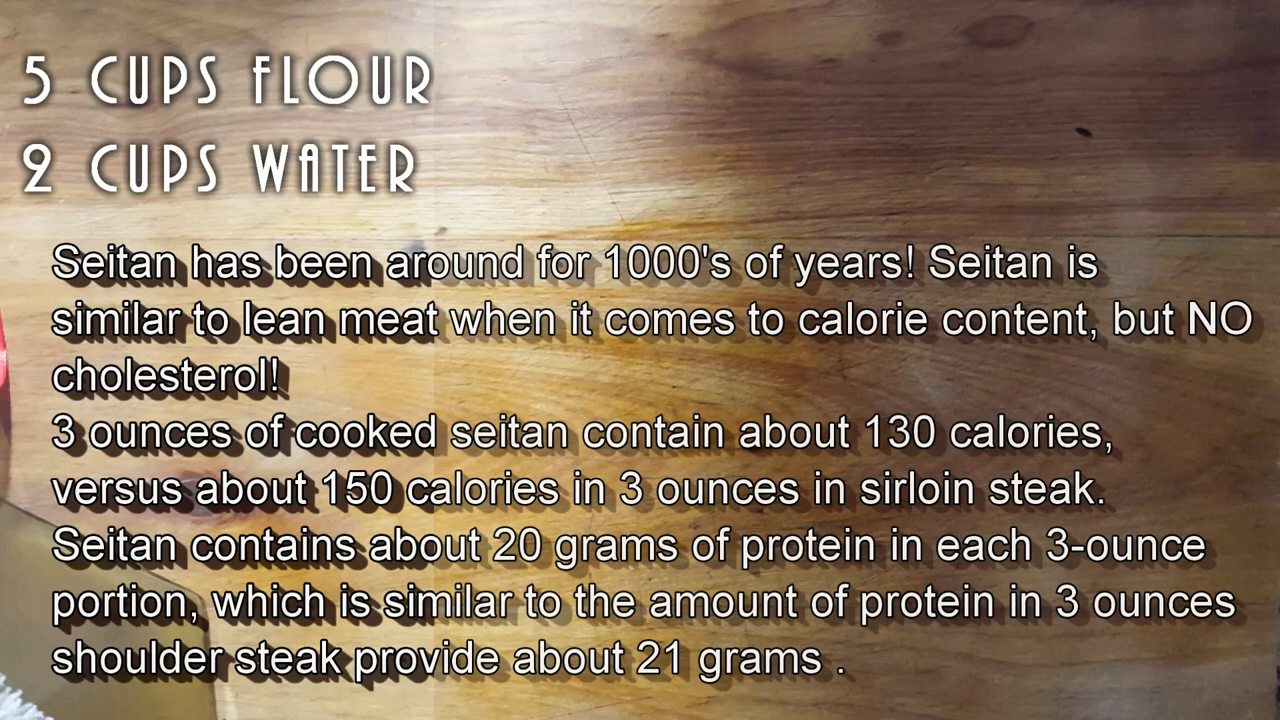 5 CUPS FLOUR
2 CUPS WATER
Seitan has been around for 1000's of years! Seitan is
similar to lean meat when it comes to calorie content, but NO
cholesterol!
3 ounces of cooked seitan contain about 130 calories,
versus about 150 calories in 3 ounces in sirloin steak.
Seitan contains about 20 grams of protein in each 3-ounce
portion, which is similar to the amount of protein in 3 ounces
shoulder steak provide about 21 grams .